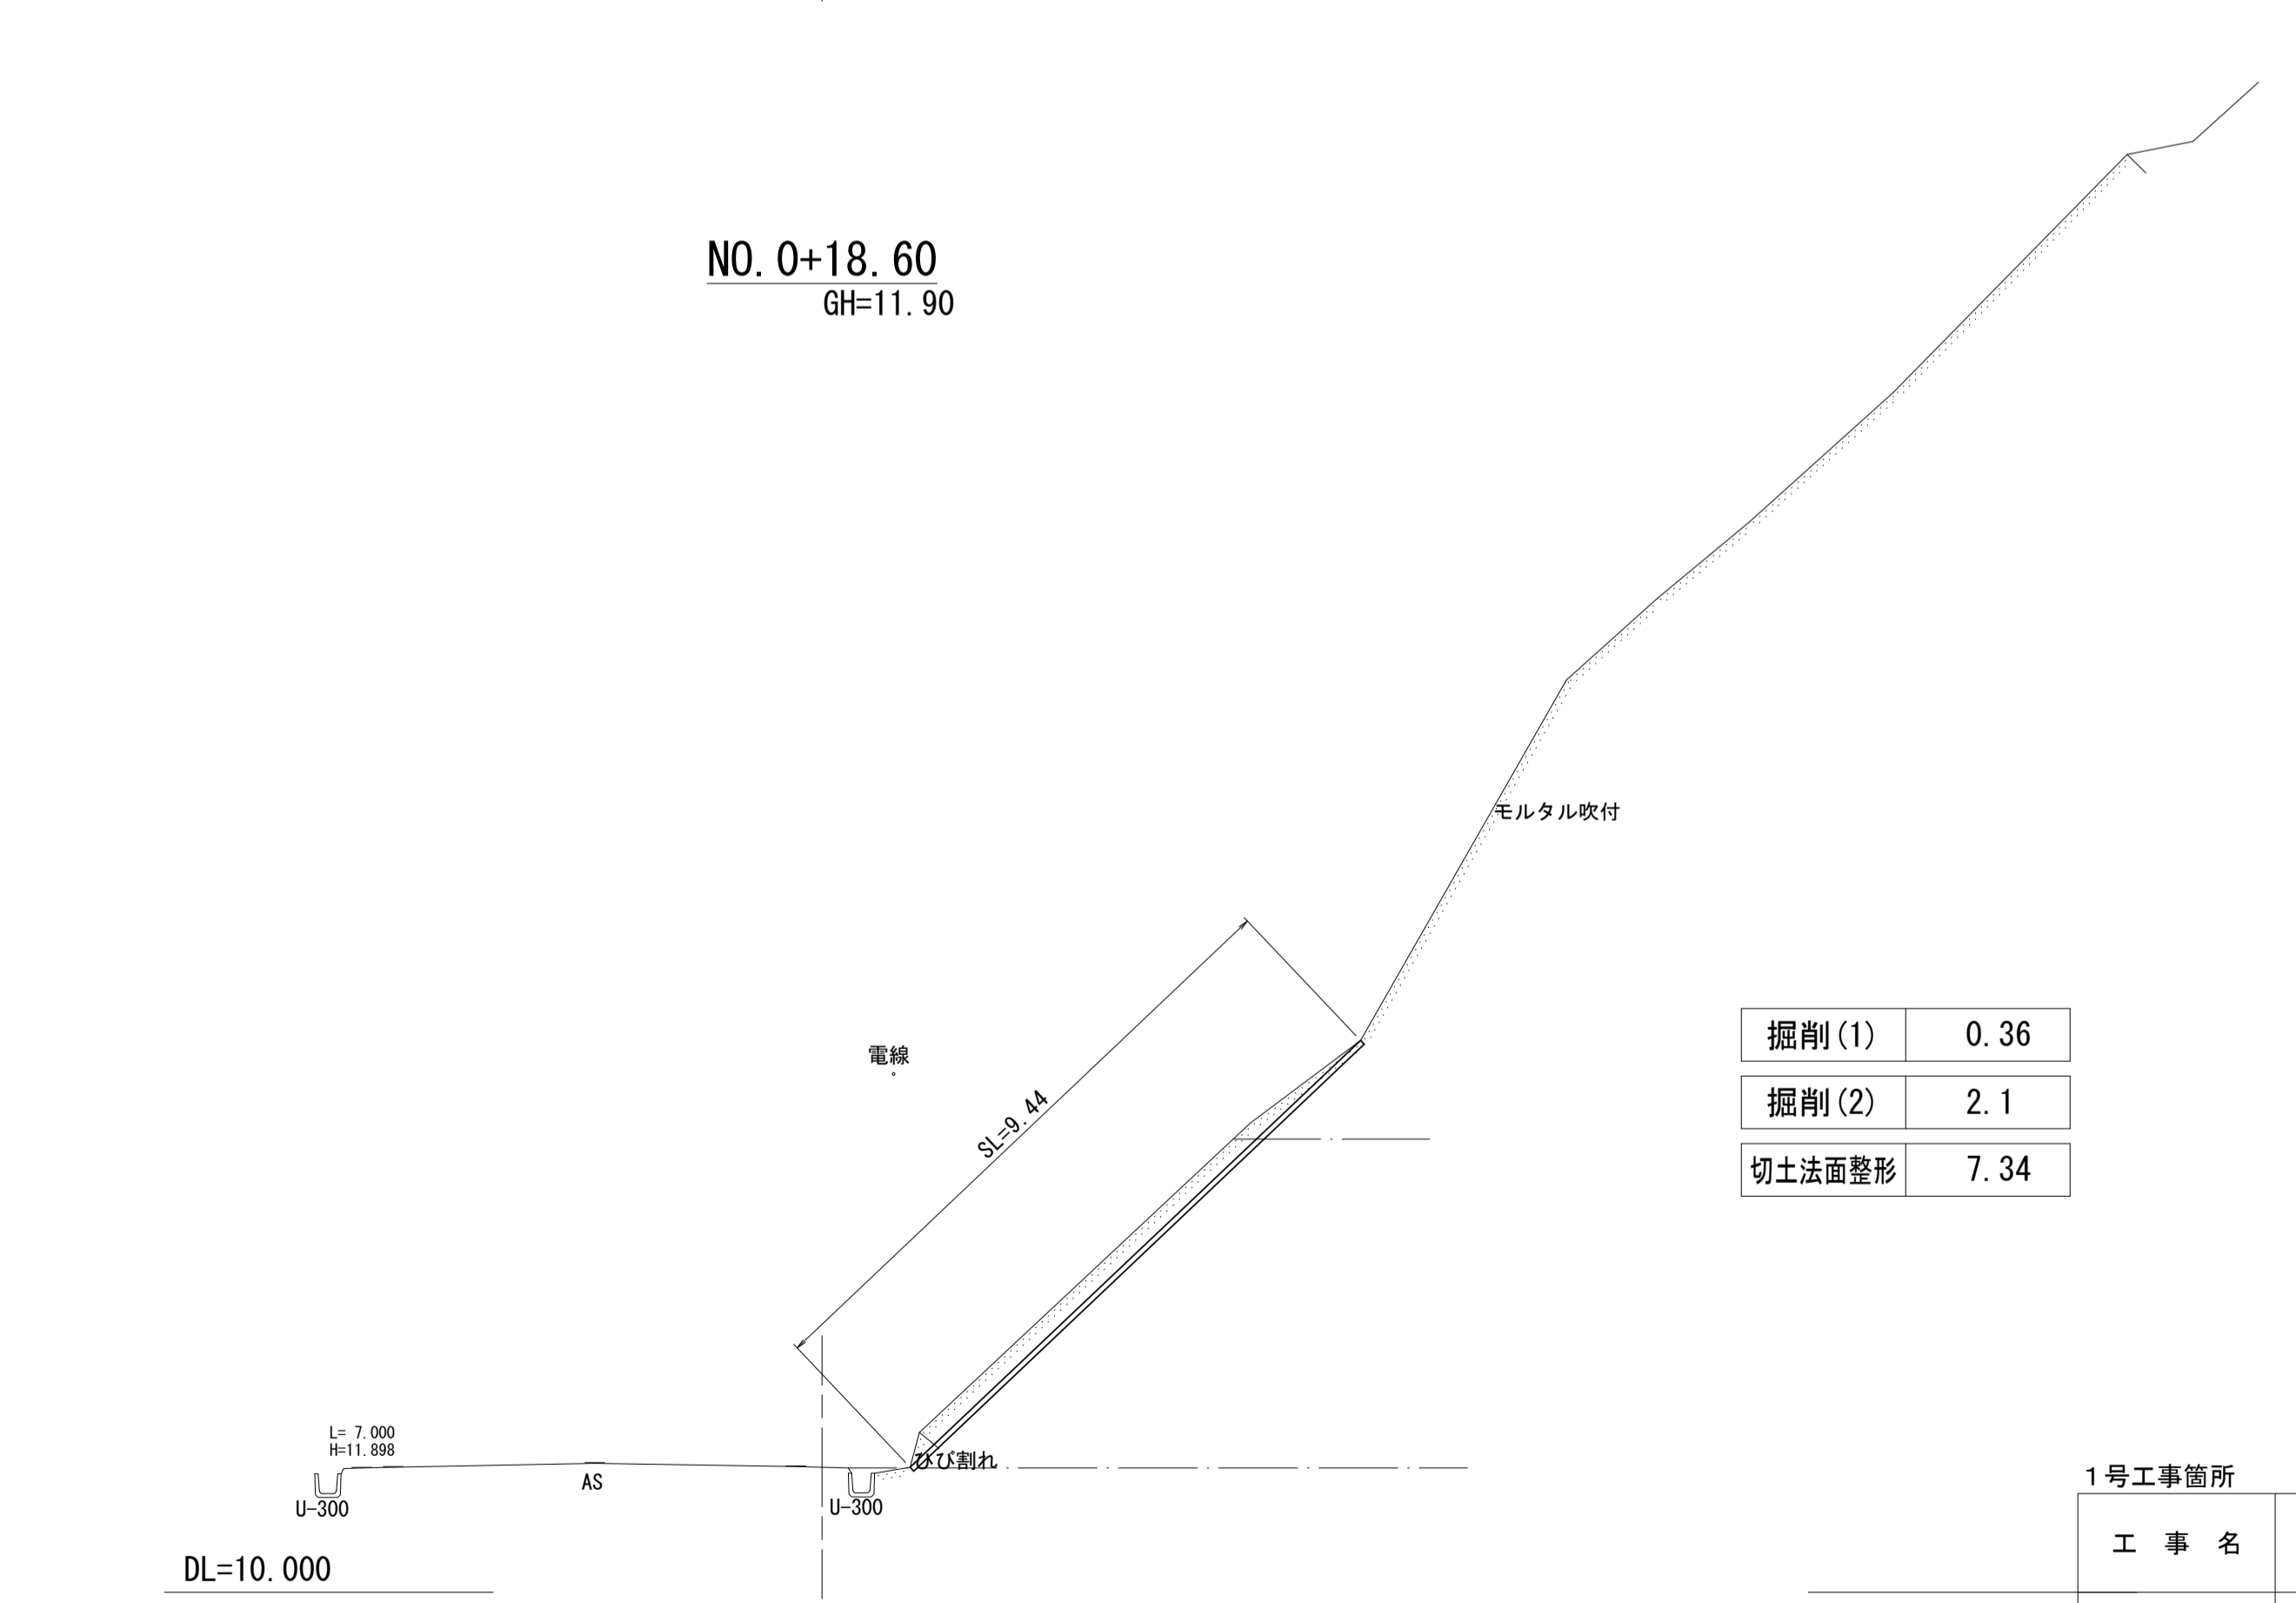 NO.0+18.60
GH=11.90
モルタル吹付
掘削(1) 0.36
電線
掘削(2) 2.1
SL=9.44
切土法面整形 7.34
L= 7.000
H=11.898
ひび割れ
AS
U-300
U-300
1号工事箇所
工 事 名
DL=10.000